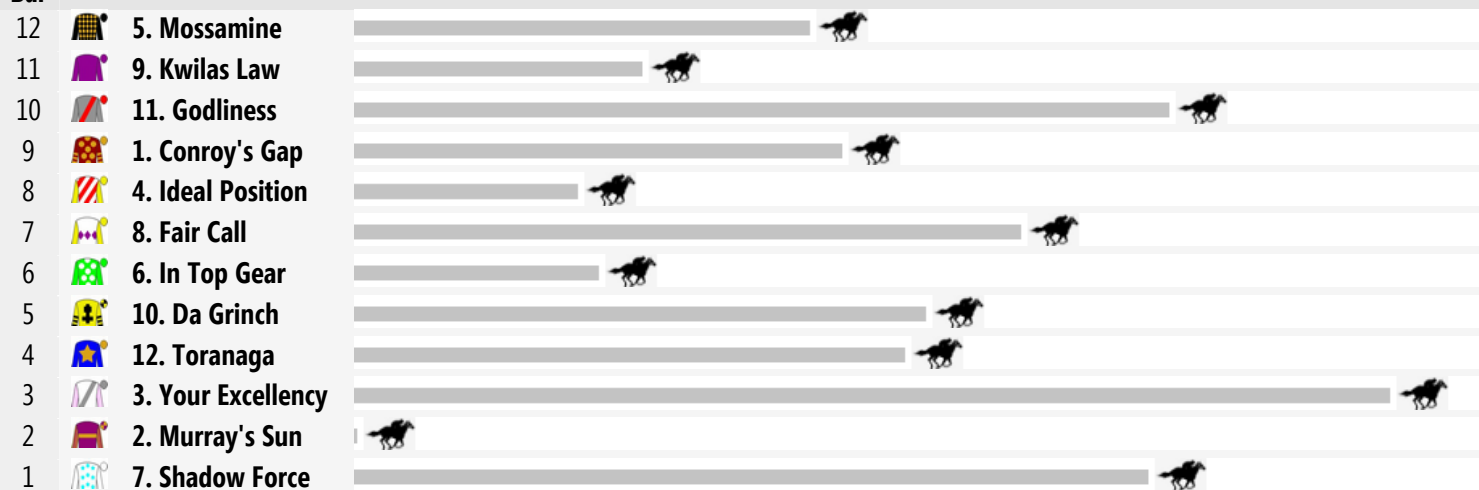 12 5. Mossamine
11 9. Kwilas Law
10 11. Godliness
9 1. Conroy's Gap
8 4. Ideal Position
7 8. Fair Call
6 6. In Top Gear
5 10. Da Grinch
4 12. Toranaga
3 3. Your Excellency
2 2. Murray's Sun
1 7. Shadow Force